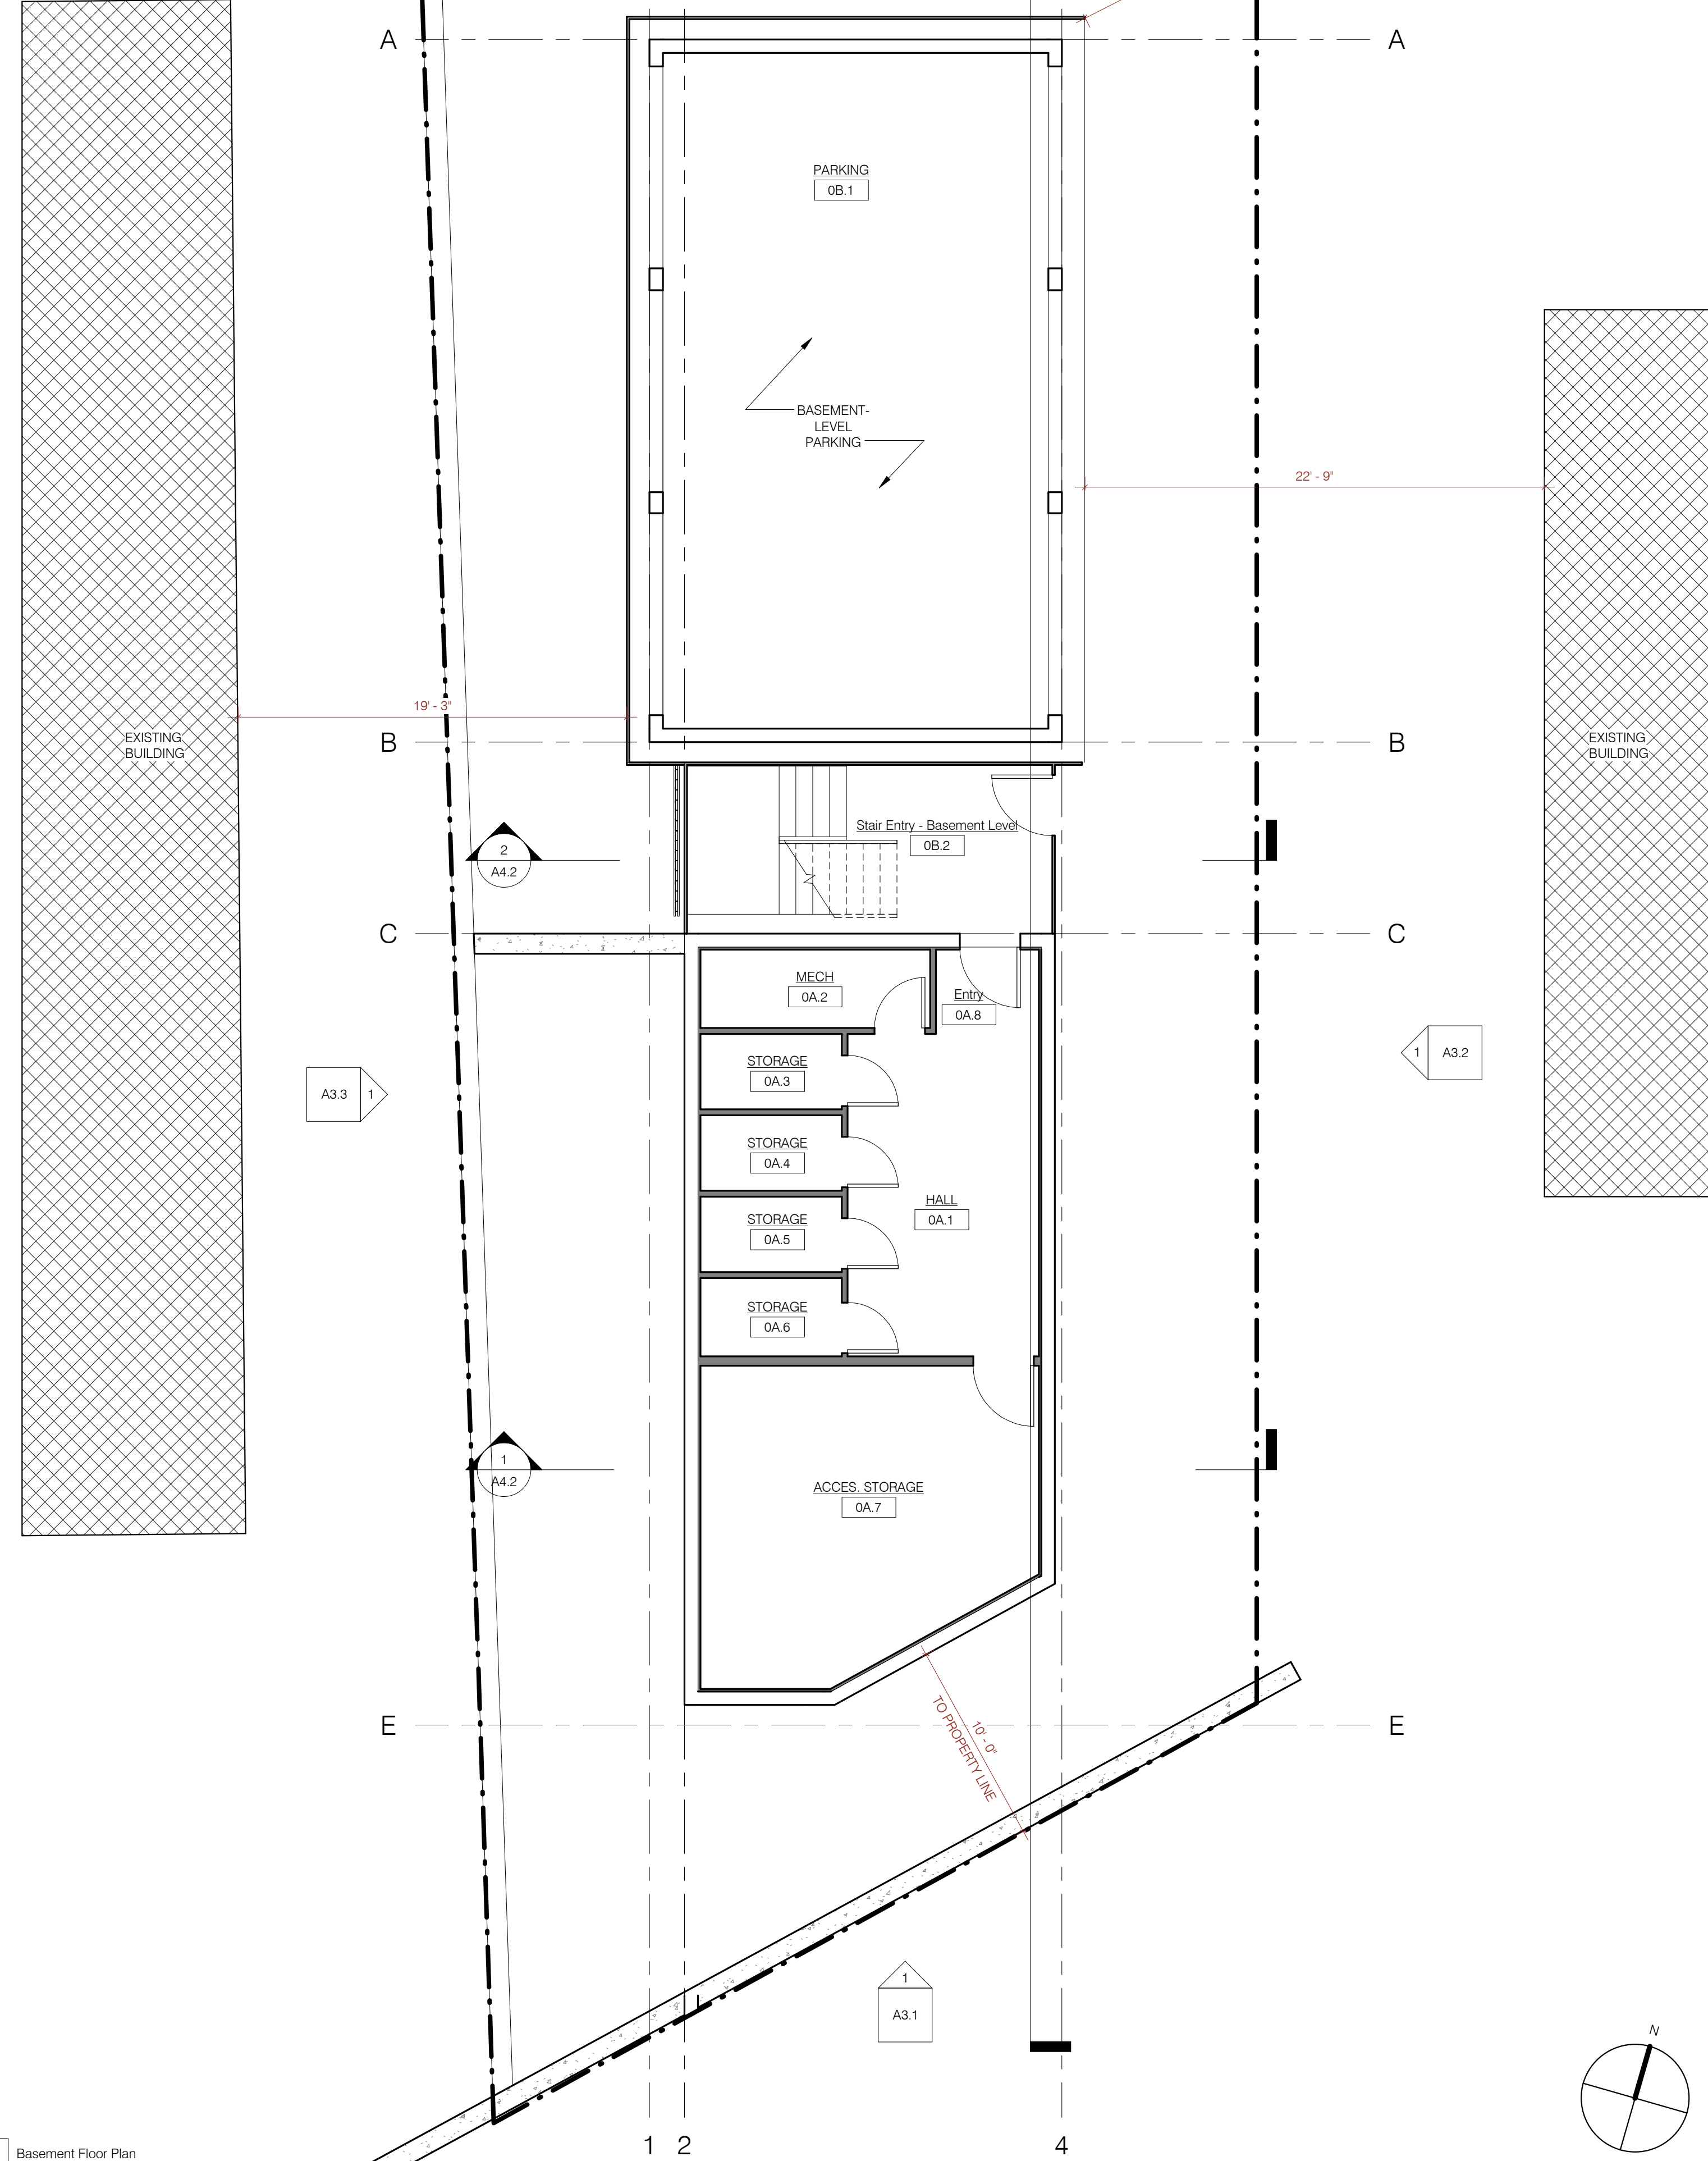 A
A
PARKING
0B.1
BASEMENT-
LEVEL
PARKING
22' - 9"
19' - 3"
EXISTING
BUILDING
B
B
EXISTING
BUILDING
Stair Entry - Basement Level
0B.2
2
A4.2
C
C
MECH
0A.2
Entry
0A.8
STORAGE
0A.3
1
A3.2
A3.3
1
STORAGE
0A.4
HALL
0A.1
STORAGE
0A.5
STORAGE
0A.6
1
A4.2
ACCES. STORAGE
0A.7
E
E
10' - 0"
TO PROPERTY LINE
1
A3.1
N
1
2
4
Basement Floor Plan